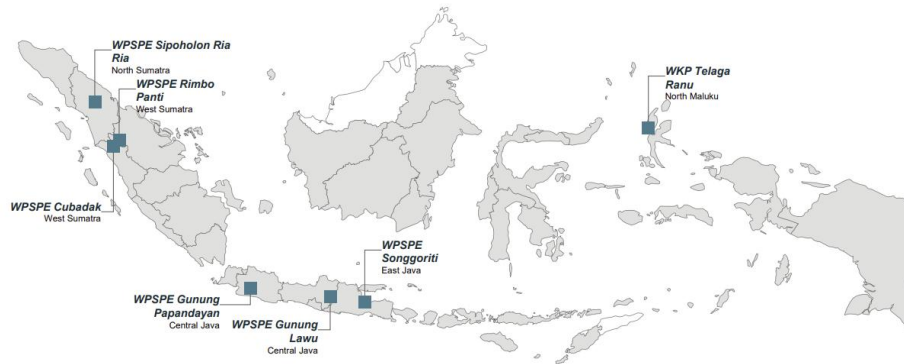 WPSPE Sipoholon Ria
Ria
North Sumatra
WPSPE Rimbo
Panti
West Sumatra
WPSPE Cubadak
West Sumatra
WKP Telaga
Ranu
North Maluku
WPSPE
Songgoriti
East Java
WPSPE Gunung
Papandayan
Central Java
WPSPE Gunung
Lawu
Central Java